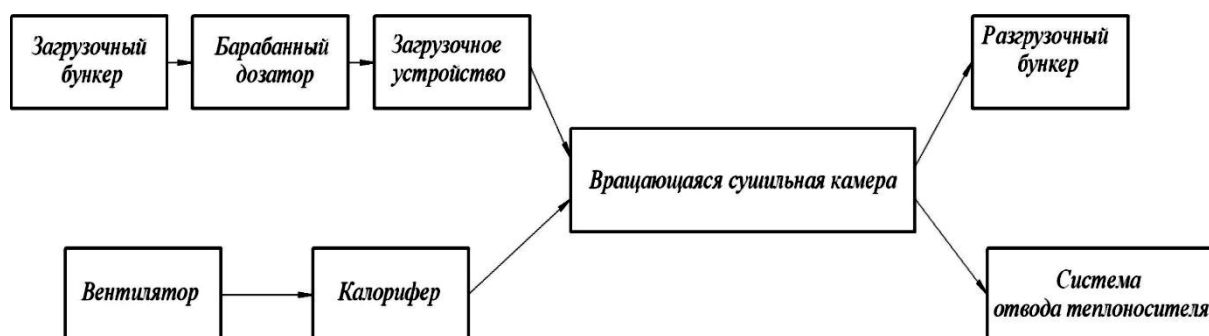 Загрузочный
бункер
Барабанный
дозатор
Загрузочное
устройство
Разгрузочный
бункер
Вращающаяся сушильная камера
Вентилятор
Калорифер
Система
отвода теплоносителя